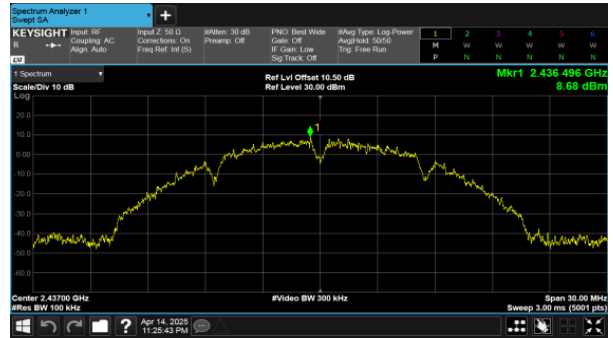 Spectrum Analyzer 1
Swept SA
+
KEYSIGHT
R
Input: RF
Coupling: AC
Align: Auto
Input Z: 50 Ω
Corrections: On
Freq Ref: Int (S)
#Atten: 30 dB
Preamp: Off
PNO: Best Wide
Gate: Off
IF Gain: Low
Sig Track: Off
#Avg Type: Log-Power
Avg|Hold: 50/50
Trig: Free Run
1 2 3 4 5 6
M W W W W W
P N N N N N
LXI
1 Spectrum
Scale/Div 10 dB
Ref Lvl Offset 10.50 dB
Ref Level 30.00 dBm
Mkr1 2.436 496 GHz
8.68 dBm
Log
20.0
10.0
0.00
-10.0
-20.0
-30.0
-40.0
-50.0
-60.0
1
Center 2.43700 GHz
#Res BW 100 kHz
#Video BW 300 kHz
Span 30.00 MHz
Sweep 3.00 ms (5001 pts)
?
Apr 14, 2025
11:25:43 PM